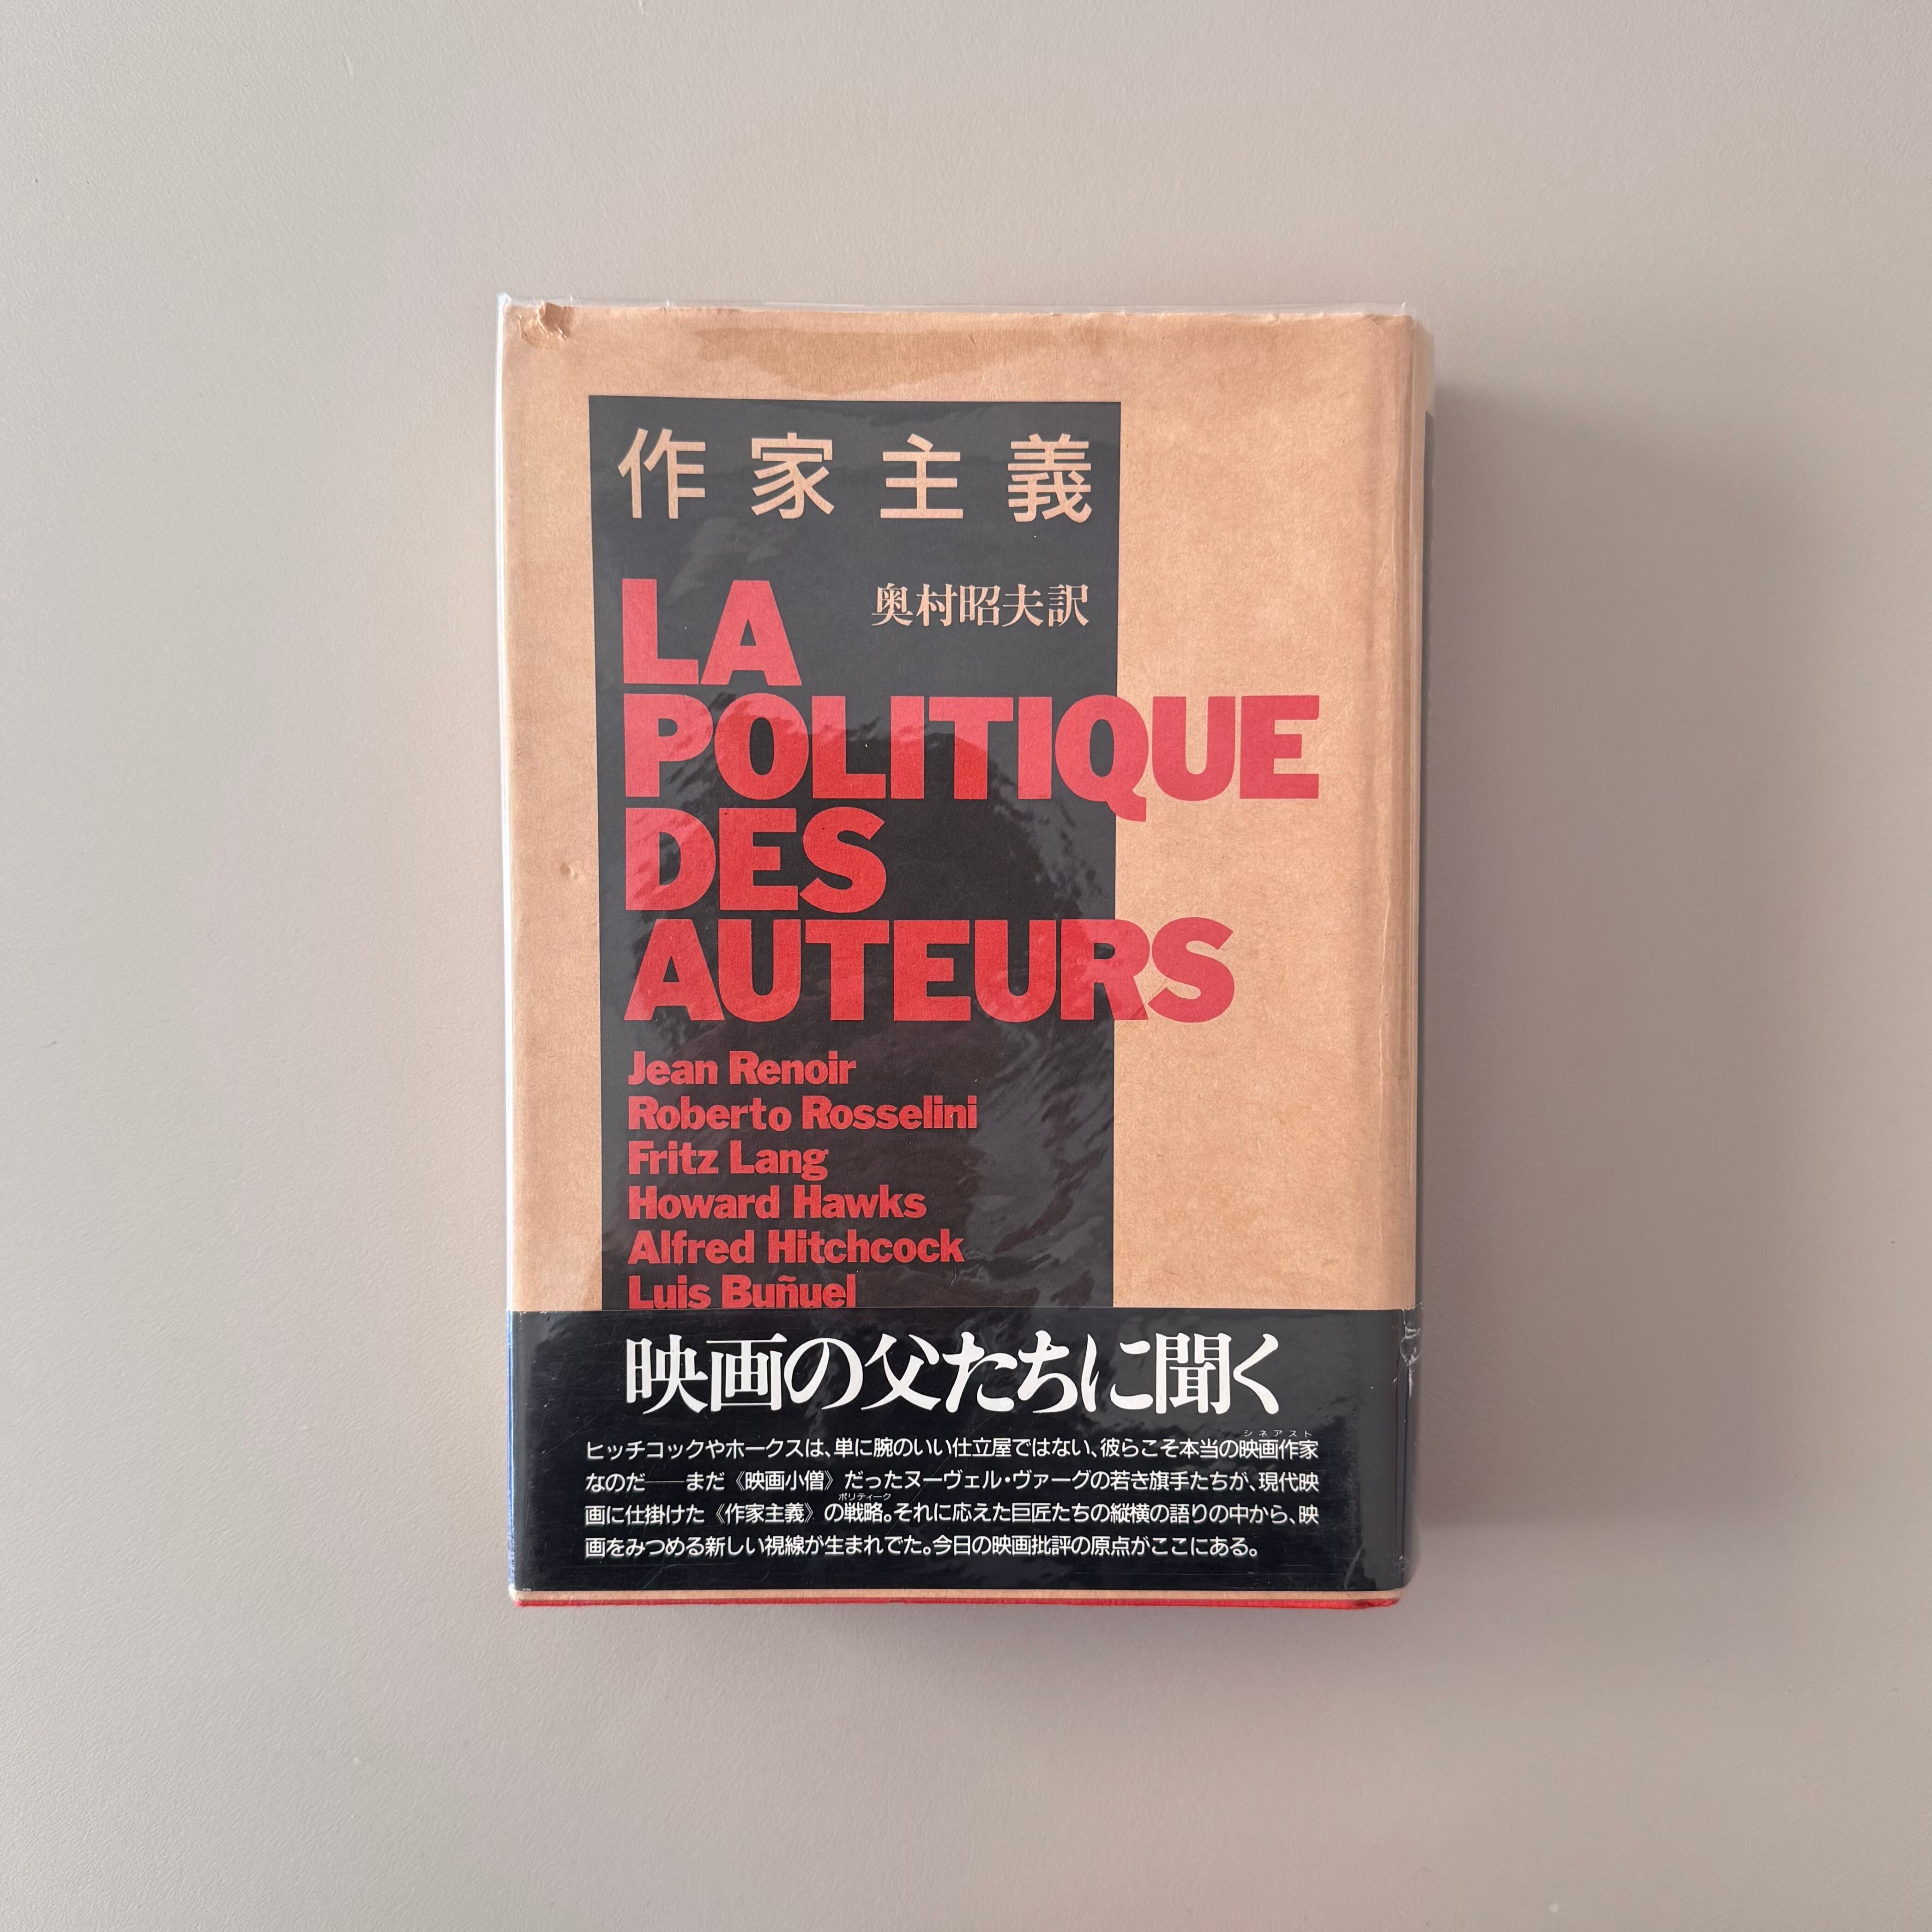 作家主義
奥村昭夫訳
LA
POLITIQUE
DES
AUTEURS
Jean Renoir
Roberto Rosselini
Fritz Lang
Howard Hawks
Alfred Hitchcock
Luis Buñuel
映画の父たちに聞く
シネアスト
ヒッチコックやホークスは、単に腕のいい仕立屋ではない、彼らこそ本当の映画作家
なのだ──まだ《映画小僧》だったヌーヴェル・ヴァーグの若き旗手たちが、現代映
ポリティーク
画に仕掛けた《作家主義》の戦略。それに応えた巨匠たちの縦横の語りの中から、映
画をみつめる新しい視線が生まれでた。今日の映画批評の原点がここにある。